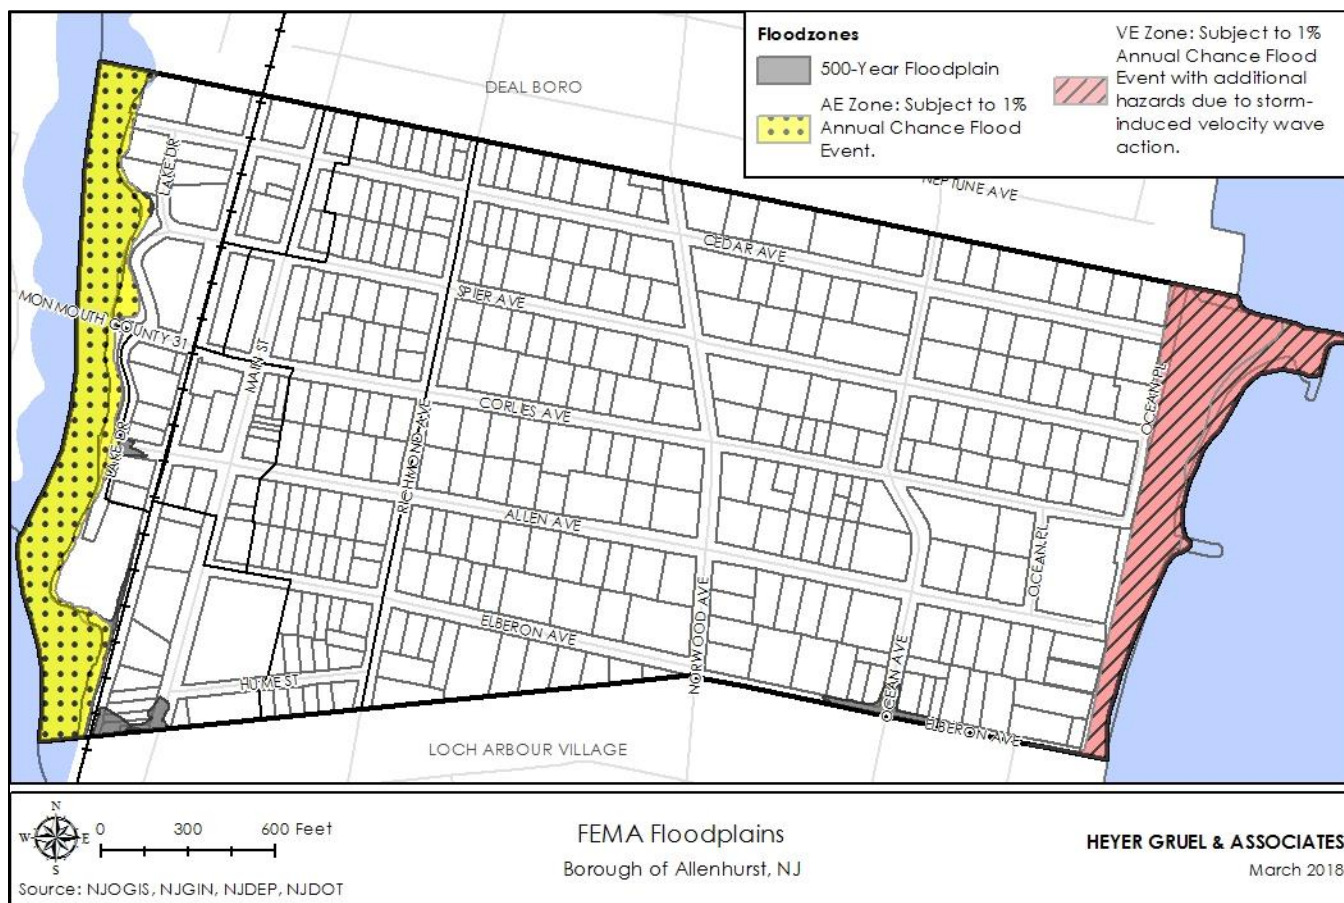 Floodzones
500-Year Floodplain
AE Zone: Subject to 1%
Annual Chance Flood
Event.
VE Zone: Subject to 1%
Annual Chance Flood
Event with additional
hazards due to storm-
induced velocity wave
action.
DEAL BORO
NEPTUNE AVE
LAKE DR
CEDAR AVE
SPIER AVE
MONMOUTH COUNTY 31
MAIN ST
OCEAN PL
CORLIES AVE
RICHMOND AVE
LAKE DR
ALLEN AVE
OCEAN PL
NORWOOD AVE
ELBERON AVE
OCEAN AVE
HUME ST
ELBERON AVE
LOCH ARBOUR VILLAGE
N
W
E
S
0 300 600 Feet
Source: NJOGIS, NJGIN, NJDEP, NJDOT
FEMA Floodplains
Borough of Allenhurst, NJ
HEYER GRUEL & ASSOCIATES
March 2018